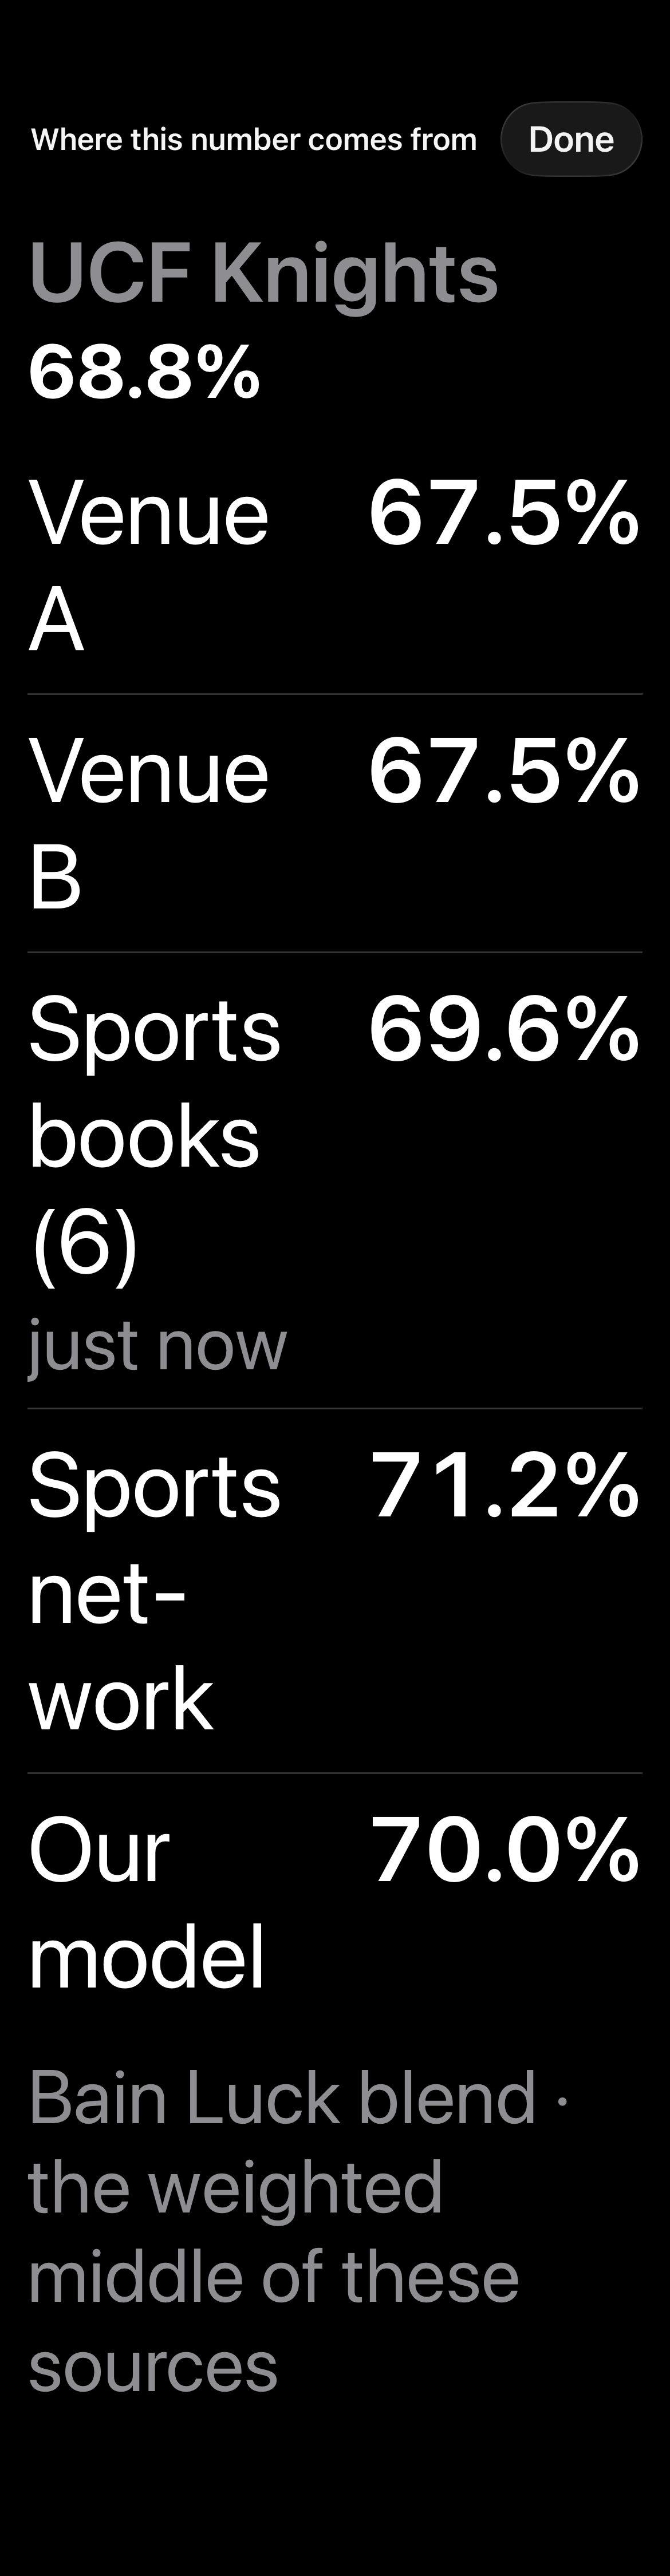 Where this number comes from
Done
UCF Knights
68.8%
Venue 67.5%
A
Venue 67.5%
B
Sports 69.6%
books
(6)
just now
Sports 71.2%
net-
work
Our 70.0%
model
Bain Luck blend ·
the weighted
middle of these
sources